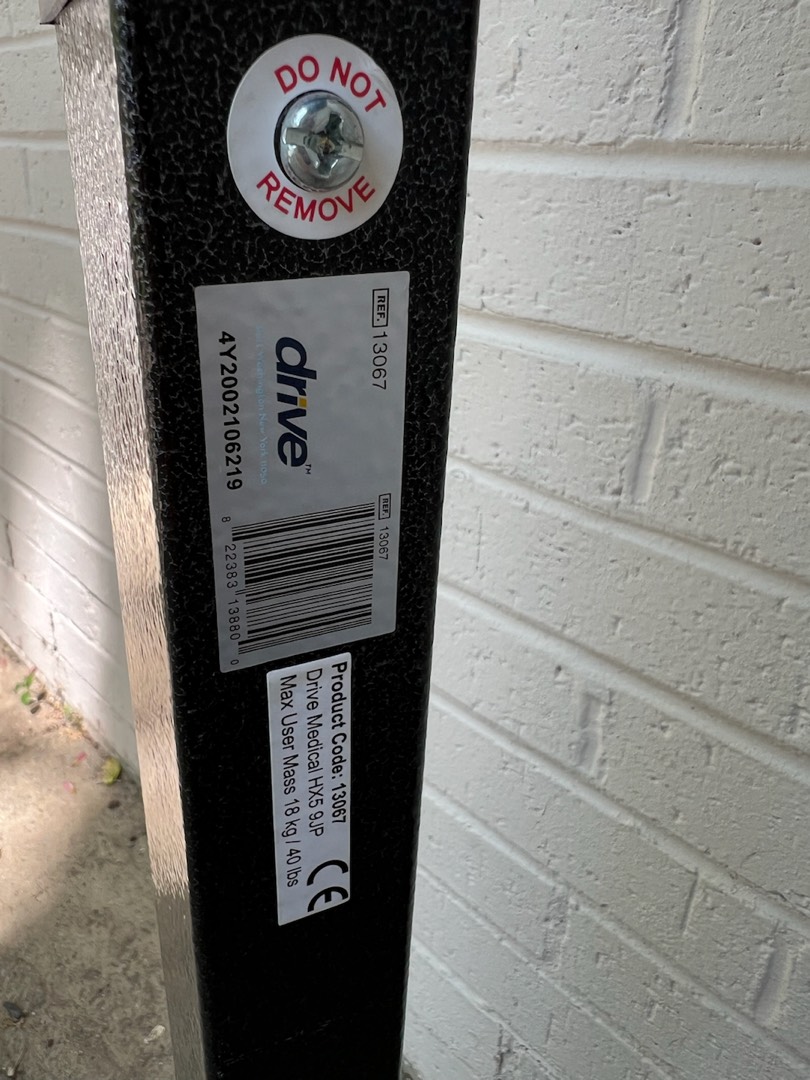 DO NOT
REMOVE
REF. 13067
drive™
4Y2002106219
REF. 13067
8 22383 13880 0
Product Code: 13067
Drive Medical HX5 9JP
Max User Mass 18 kg / 40 lbs
CE